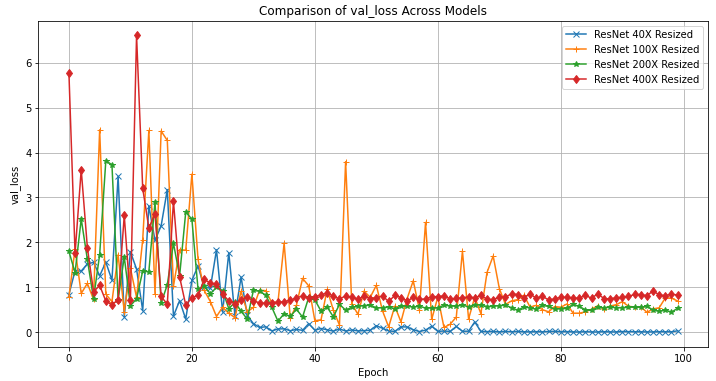 Comparison of val_loss Across Models
ResNet 40X Resized
ResNet 100X Resized
ResNet 200X Resized
ResNet 400X Resized
val_loss
6
5
4
3
2
1
0
0
20
40
60
80
100
Epoch